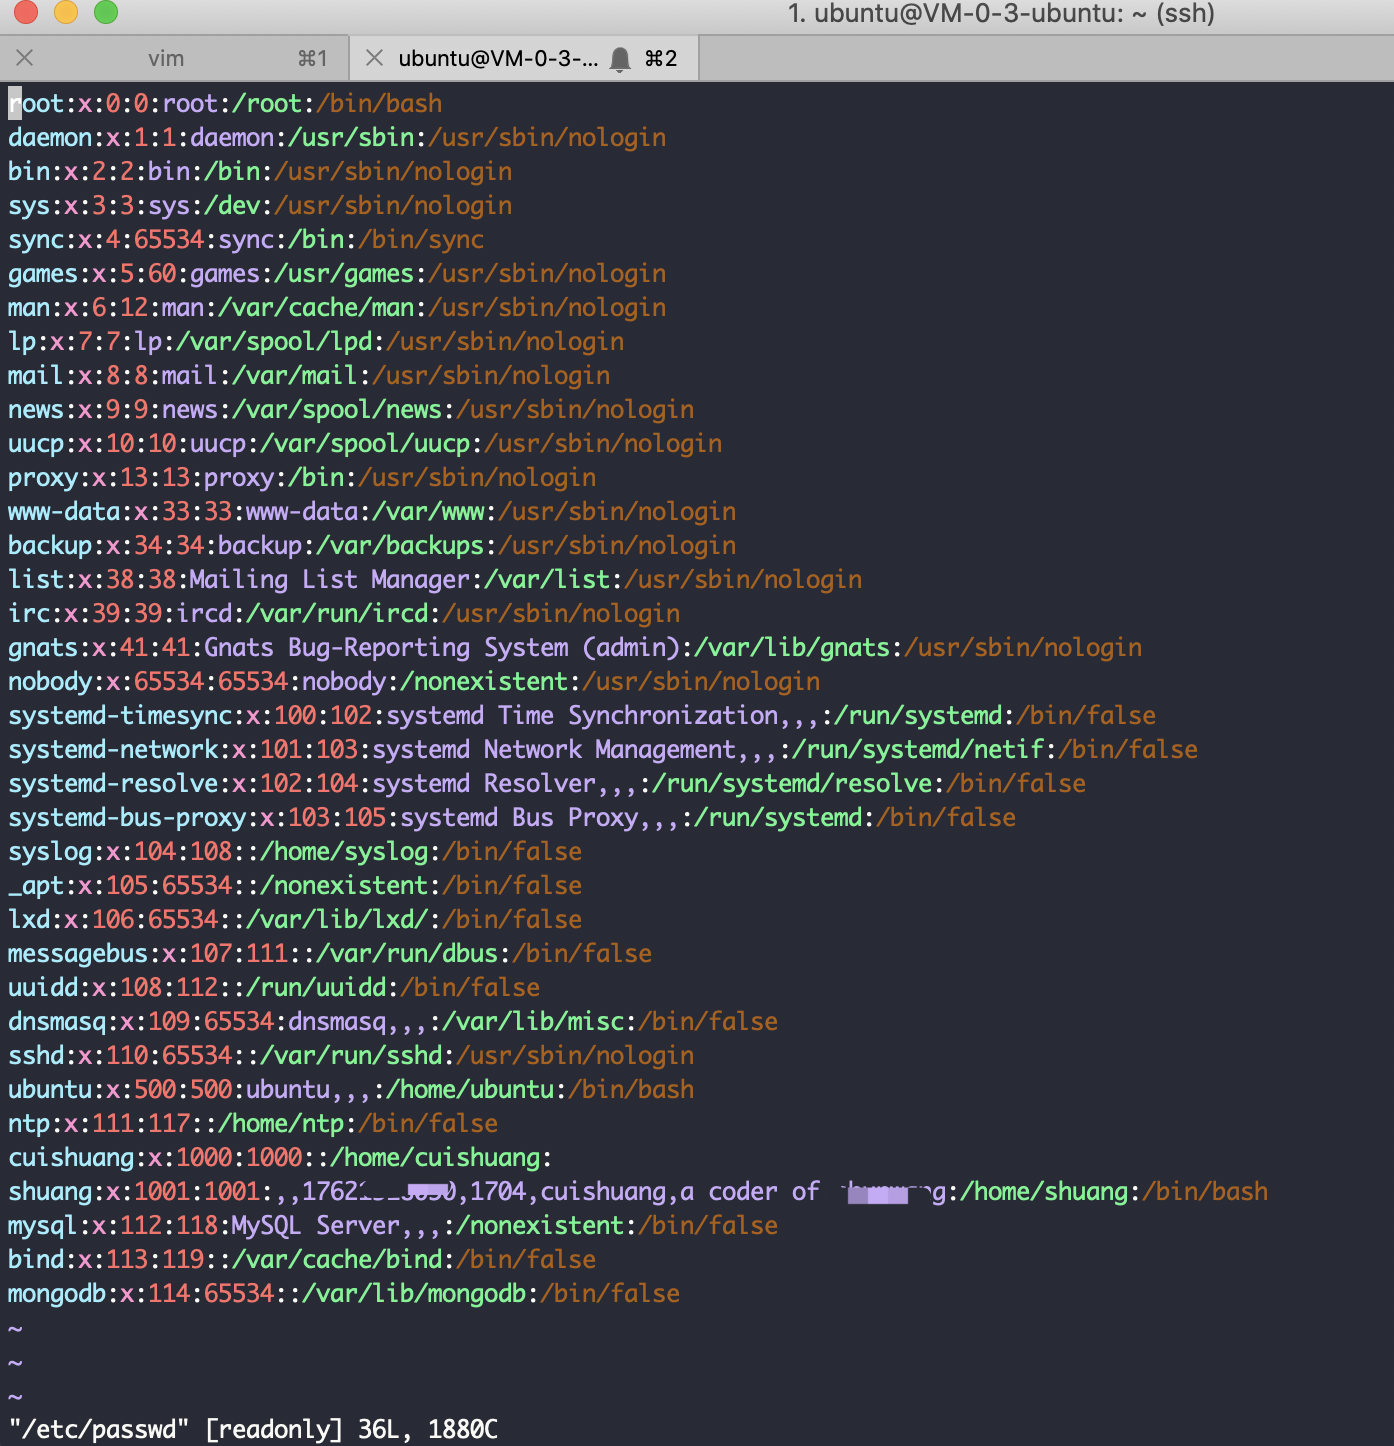 1. ubuntu@VM-0-3-ubuntu: ~ (ssh)
vim ⌘1 ubuntu@VM-0-3-... ⌘2
root:x:0:0:root:/root:/bin/bash
daemon:x:1:1:daemon:/usr/sbin:/usr/sbin/nologin
bin:x:2:2:bin:/bin:/usr/sbin/nologin
sys:x:3:3:sys:/dev:/usr/sbin/nologin
sync:x:4:65534:sync:/bin:/bin/sync
games:x:5:60:games:/usr/games:/usr/sbin/nologin
man:x:6:12:man:/var/cache/man:/usr/sbin/nologin
lp:x:7:7:lp:/var/spool/lpd:/usr/sbin/nologin
mail:x:8:8:mail:/var/mail:/usr/sbin/nologin
news:x:9:9:news:/var/spool/news:/usr/sbin/nologin
uucp:x:10:10:uucp:/var/spool/uucp:/usr/sbin/nologin
proxy:x:13:13:proxy:/bin:/usr/sbin/nologin
www-data:x:33:33:www-data:/var/www:/usr/sbin/nologin
backup:x:34:34:backup:/var/backups:/usr/sbin/nologin
list:x:38:38:Mailing List Manager:/var/list:/usr/sbin/nologin
irc:x:39:39:ircd:/var/run/ircd:/usr/sbin/nologin
gnats:x:41:41:Gnats Bug-Reporting System (admin):/var/lib/gnats:/usr/sbin/nologin
nobody:x:65534:65534:nobody:/nonexistent:/usr/sbin/nologin
systemd-timesync:x:100:102:systemd Time Synchronization,,,:/run/systemd:/bin/false
systemd-network:x:101:103:systemd Network Management,,,:/run/systemd/netif:/bin/false
systemd-resolve:x:102:104:systemd Resolver,,,:/run/systemd/resolve:/bin/false
systemd-bus-proxy:x:103:105:systemd Bus Proxy,,,:/run/systemd:/bin/false
syslog:x:104:108::/home/syslog:/bin/false
_apt:x:105:65534::/nonexistent:/bin/false
lxd:x:106:65534::/var/lib/lxd/:/bin/false
messagebus:x:107:111::/var/run/dbus:/bin/false
uuidd:x:108:112::/run/uuidd:/bin/false
dnsmasq:x:109:65534:dnsmasq,,,:/var/lib/misc:/bin/false
sshd:x:110:65534::/var/run/sshd:/usr/sbin/nologin
ubuntu:x:500:500:ubuntu,,,:/home/ubuntu:/bin/bash
ntp:x:111:117::/home/ntp:/bin/false
cuishuang:x:1000:1000::/home/cuishuang:
shuang:x:1001:1001:,,1762 ,1704,cuishuang,a coder of :/home/shuang:/bin/bash
mysql:x:112:118:MySQL Server,,,:/nonexistent:/bin/false
bind:x:113:119::/var/cache/bind:/bin/false
mongodb:x:114:65534::/var/lib/mongodb:/bin/false
~
~
~
"/etc/passwd" [readonly] 36L, 1880C